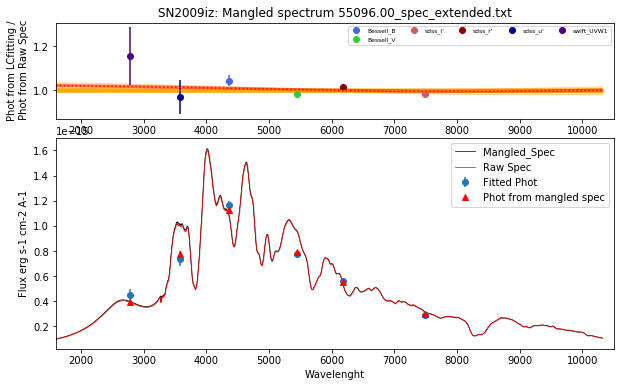 SN2009iz: Mangled spectrum 55096.00_spec_extended.txt
Phot from LCfitting /
Phot from Raw Spec
1.2
1.0
Bessell_B
Bessell_V
sdss_i'
sdss_r'
sdss_u'
swift_UVW1
2000 3000 4000 5000 6000 7000 8000 9000 10000
Flux erg s-1 cm-2 A-1
1.6
1.4
1.2
1.0
0.8
0.6
0.4
0.2
Mangled_Spec
Raw Spec
Fitted Phot
Phot from mangled spec
2000 3000 4000 5000 6000 7000 8000 9000 10000
Wavelenght